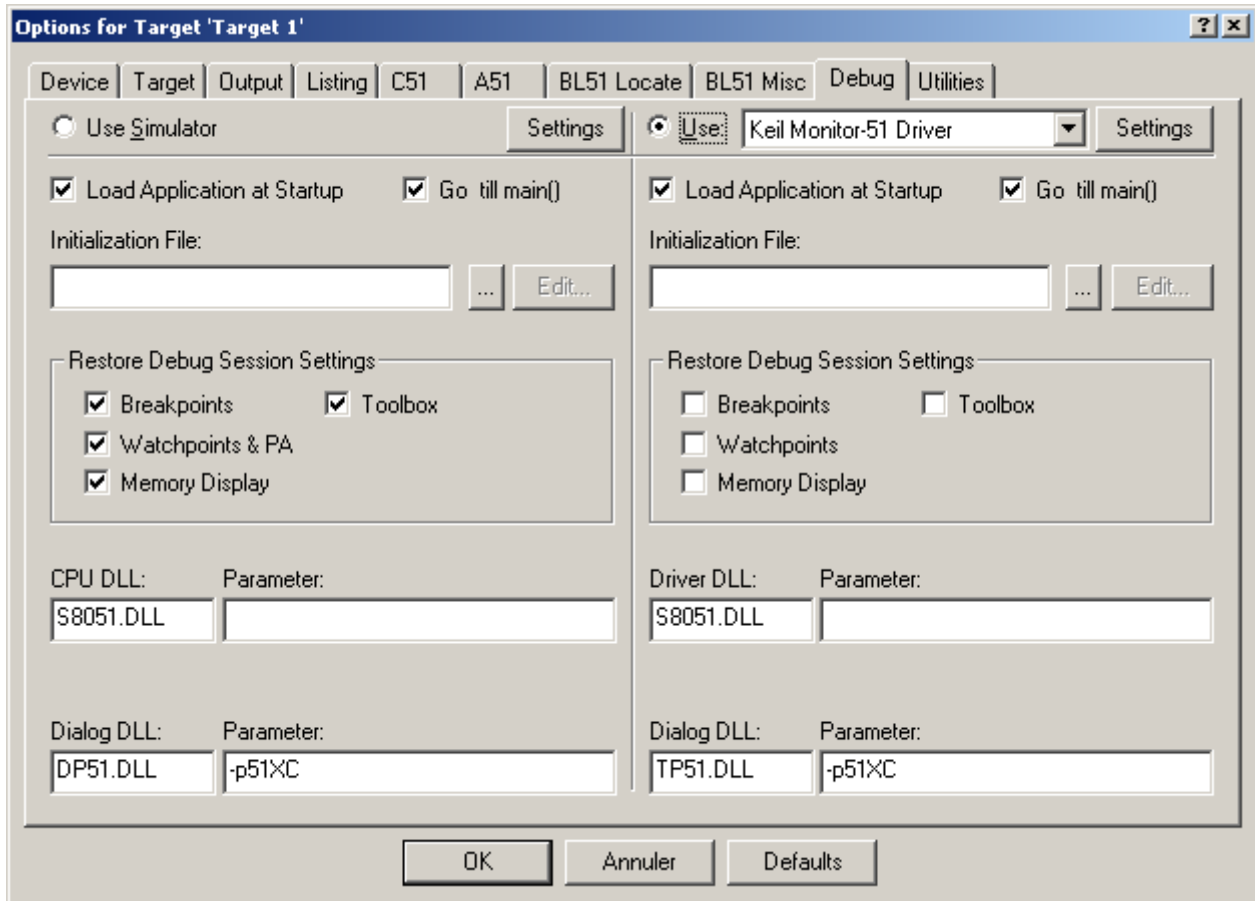 Options for Target 'Target 1'
Device Target Output Listing C51 A51 BL51 Locate BL51 Misc Debug Utilities
Use Simulator Settings Use: Keil Monitor-51 Driver Settings
Load Application at Startup Go till main() Load Application at Startup Go till main()
Initialization File: Initialization File:
... Edit... ... Edit...
Restore Debug Session Settings Restore Debug Session Settings
Breakpoints Toolbox Breakpoints Toolbox
Watchpoints & PA Watchpoints
Memory Display Memory Display
CPU DLL: Parameter: Driver DLL: Parameter:
S8051.DLL S8051.DLL
Dialog DLL: Parameter: Dialog DLL: Parameter:
DP51.DLL -p51XC TP51.DLL -p51XC
OK Annuler Defaults